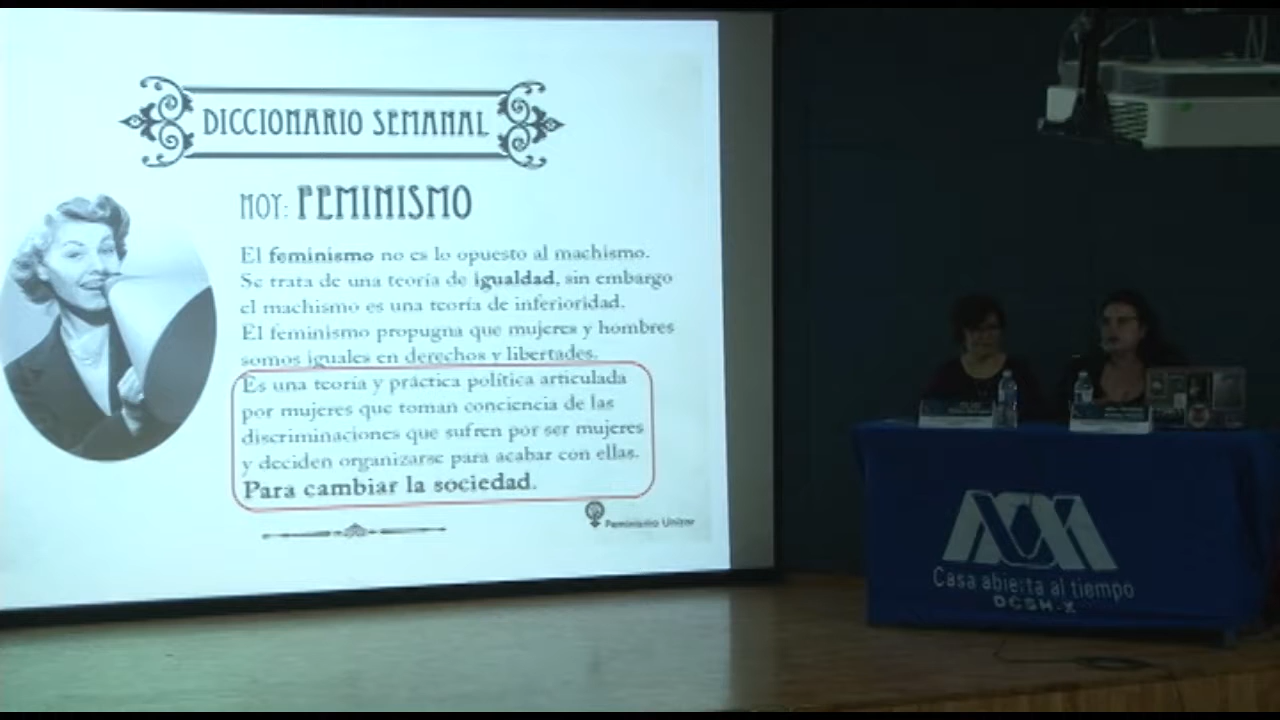 DICCIONARIO SEMANAL
HOY: FEMINISMO
El feminismo no es lo opuesto al machismo.
Se trata de una teoría de igualdad, sin embargo
el machismo es una teoría de inferioridad.
El feminismo propugna que mujeres y hombres
somos iguales en derechos y libertades.
Es una teoría y práctica política articulada
por mujeres que toman conciencia de las
discriminaciones que sufren por ser mujeres
y deciden organizarse para acabar con ellas.
Para cambiar la sociedad.
Feminismo Unizar
Casa abierta al tiempo
DCSH-X